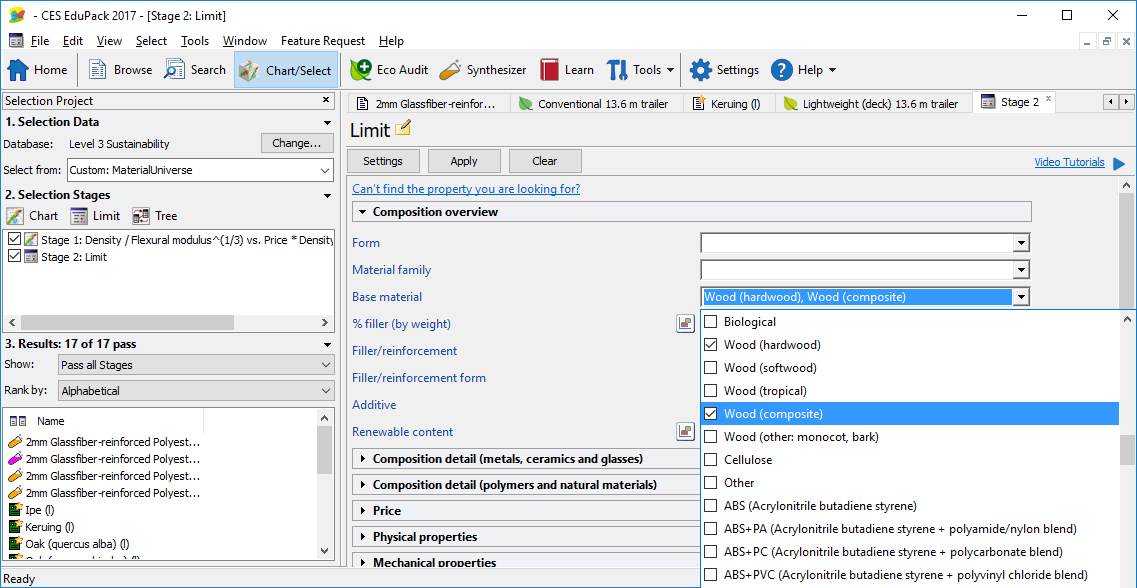 - CES EduPack 2017 - [Stage 2: Limit]
File Edit View Select Tools Window Feature Request Help
Home Browse Search Chart/Select Eco Audit Synthesizer Learn Tools Settings Help
Selection Project
1. Selection Data
Database: Level 3 Sustainability Change...
Select from: Custom: MaterialUniverse
2. Selection Stages
Chart Limit Tree
Stage 1: Density / Flexural modulus^(1/3) vs. Price * Density
Stage 2: Limit
3. Results: 17 of 17 pass
Show: Pass all Stages
Rank by: Alphabetical
Name
2mm Glassfiber-reinforced Polyest...
2mm Glassfiber-reinforced Polyest...
2mm Glassfiber-reinforced Polyest...
2mm Glassfiber-reinforced Polyest...
Ipe (l)
Keruing (l)
Oak (quercus alba) (l)
Ready
2mm Glassfiber-reinfor... Conventional 13.6 m trailer Keruing (l) Lightweight (deck) 13.6 m trailer Stage 2
Limit
Settings Apply Clear
Video Tutorials
Can't find the property you are looking for?
Composition overview
Form
Material family
Base material Wood (hardwood), Wood (composite)
% filler (by weight)
Filler/reinforcement
Filler/reinforcement form
Additive
Renewable content
Composition detail (metals, ceramics and glasses)
Composition detail (polymers and natural materials)
Price
Physical properties
Mechanical properties
Biological
Wood (hardwood)
Wood (softwood)
Wood (tropical)
Wood (composite)
Wood (other: monocot, bark)
Cellulose
Other
ABS (Acrylonitrile butadiene styrene)
ABS+PA (Acrylonitrile butadiene styrene + polyamide/nylon blend)
ABS+PC (Acrylonitrile butadiene styrene + polycarbonate blend)
ABS+PVC (Acrylonitrile butadiene styrene + polyvinyl chloride blend)